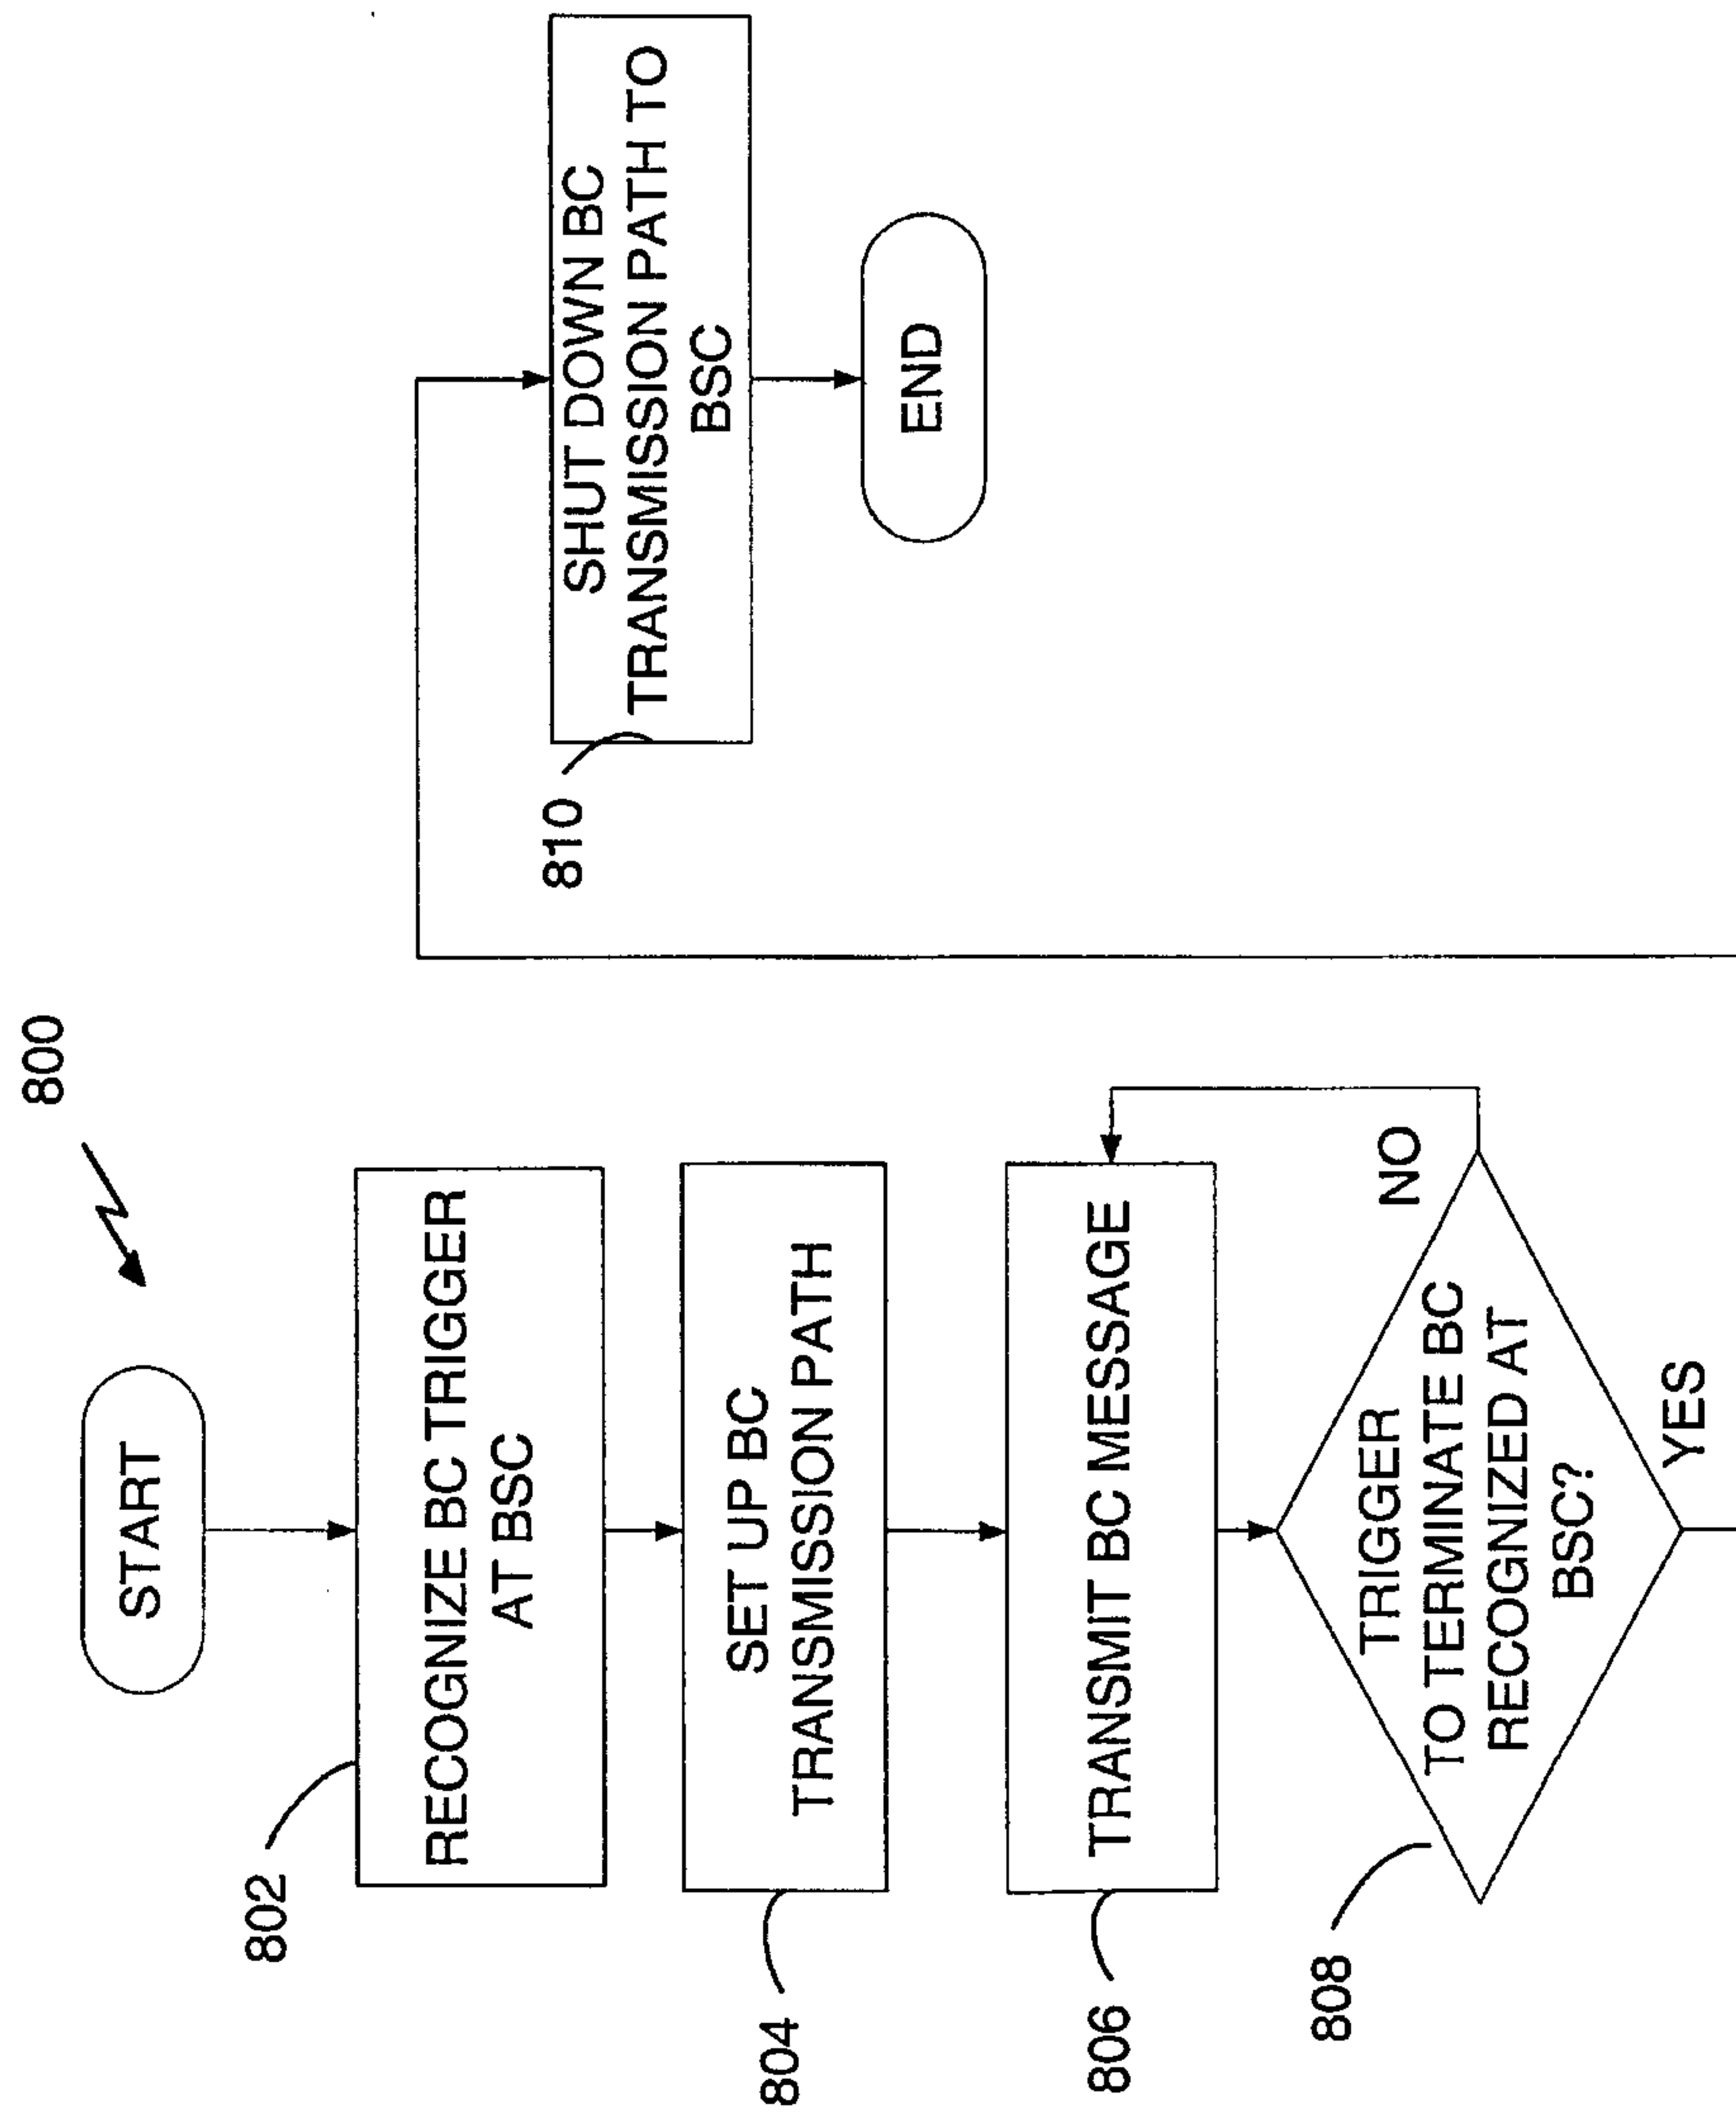 800
START
802
RECOGNIZE BC TRIGGER
AT BSC
804
SET UP BC
TRANSMISSION PATH
806
TRANSMIT BC MESSAGE
808
TRIGGER
TO TERMINATE BC
RECOGNIZED AT
BSC?
NO
YES
810
SHUT DOWN BC
TRANSMISSION PATH TO
BSC
END